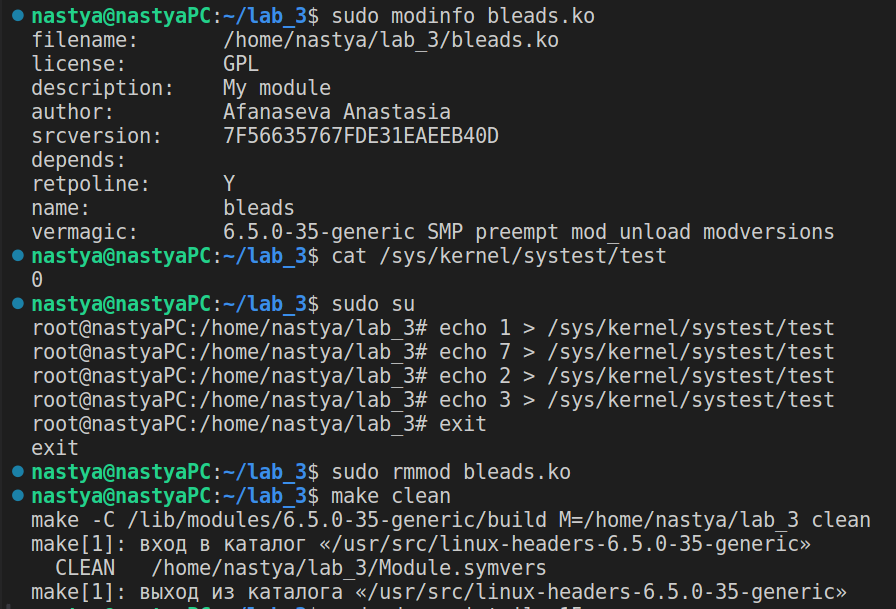 nastya@nastyaPC:~/lab_3$ sudo modinfo bleads.ko
filename:       /home/nastya/lab_3/bleads.ko
license:        GPL
description:    My module
author:         Afanaseva Anastasia
srcversion:     7F56635767FDE31EAEEB40D
depends:
retpoline:      Y
name:           bleads
vermagic:       6.5.0-35-generic SMP preempt mod_unload modversions
nastya@nastyaPC:~/lab_3$ cat /sys/kernel/systest/test
0
nastya@nastyaPC:~/lab_3$ sudo su
root@nastyaPC:/home/nastya/lab_3# echo 1 > /sys/kernel/systest/test
root@nastyaPC:/home/nastya/lab_3# echo 7 > /sys/kernel/systest/test
root@nastyaPC:/home/nastya/lab_3# echo 2 > /sys/kernel/systest/test
root@nastyaPC:/home/nastya/lab_3# echo 3 > /sys/kernel/systest/test
root@nastyaPC:/home/nastya/lab_3# exit
exit
nastya@nastyaPC:~/lab_3$ sudo rmmod bleads.ko
nastya@nastyaPC:~/lab_3$ make clean
make -C /lib/modules/6.5.0-35-generic/build M=/home/nastya/lab_3 clean
make[1]: вход в каталог «/usr/src/linux-headers-6.5.0-35-generic»
  CLEAN   /home/nastya/lab_3/Module.symvers
make[1]: выход из каталога «/usr/src/linux-headers-6.5.0-35-generic»